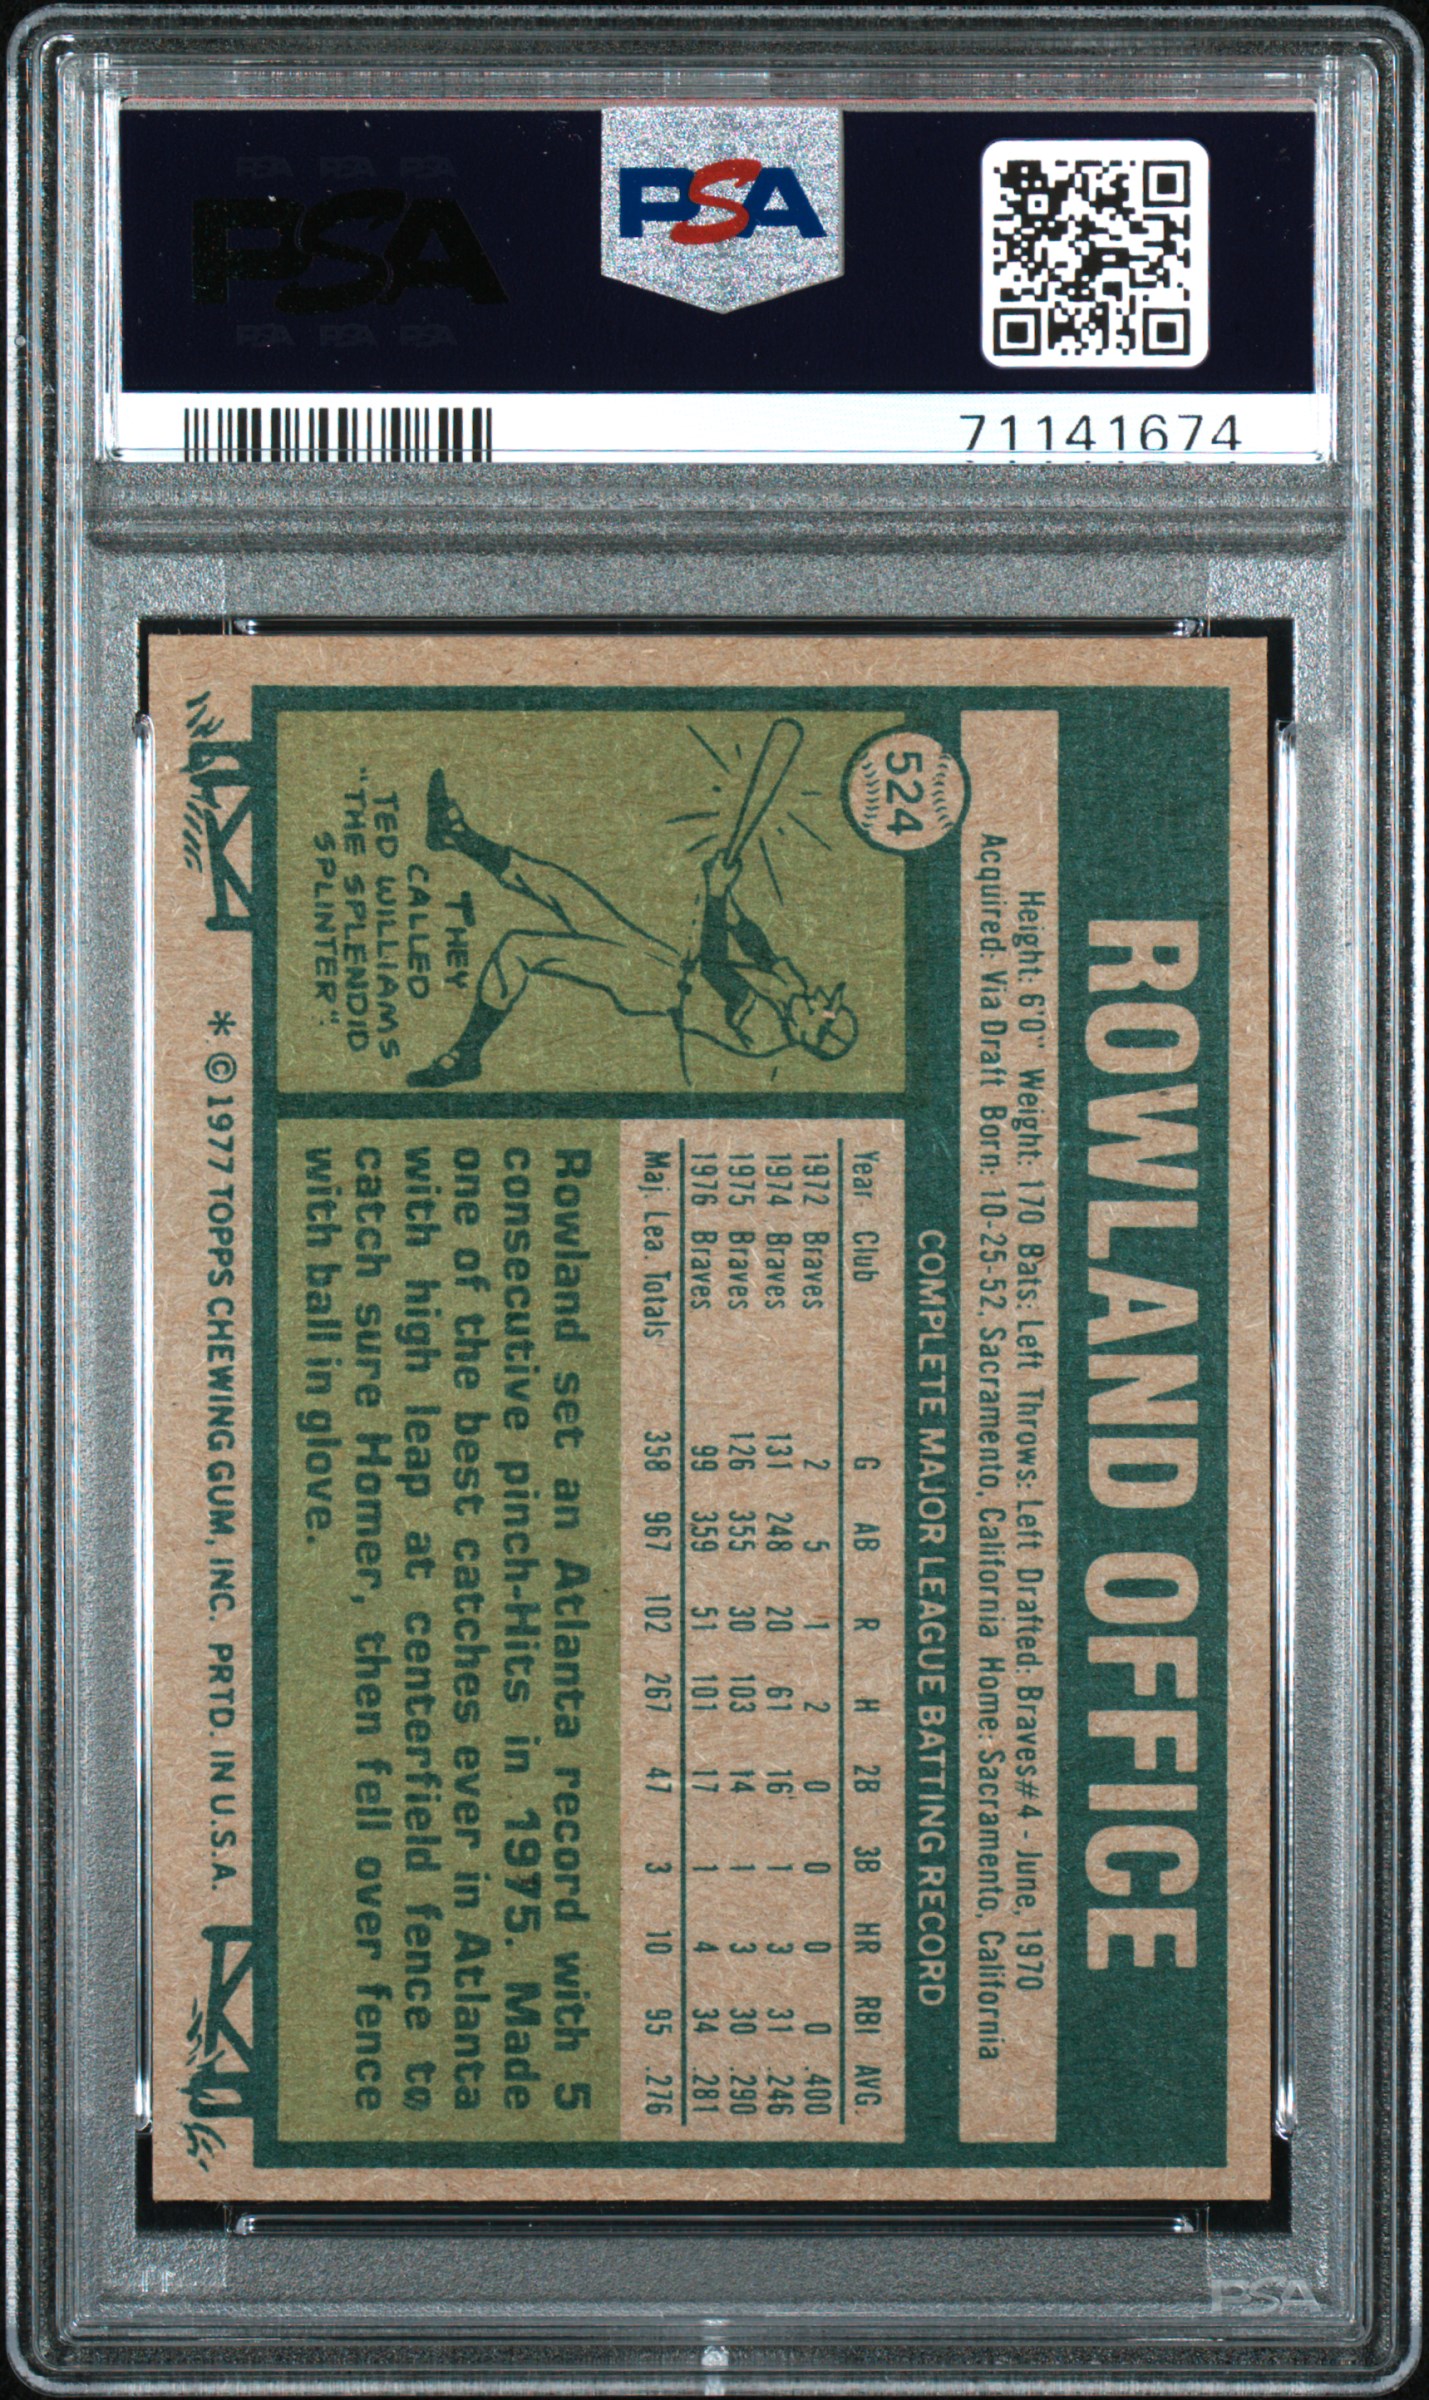 PSA PSA PSA
PSA
PSA PSA PSA
PSA
71141674
ROWLAND OFFICE
Height: 6'0" Weight: 170 Bats: Left Throws: Left Drafted: Braves#4 - June, 1970
Acquired: Via Draft Born: 10-25-52, Sacramento, California Home: Sacramento, California
524
COMPLETE MAJOR LEAGUE BATTING RECORD
Year Club G AB R H 2B 3B HR RBI AVG.
1972 Braves 2 5 1 2 0 0 0 0 .400
1974 Braves 131 248 20 61 16 1 3 31 .246
1975 Braves 126 355 30 103 14 1 3 30 .290
1976 Braves 99 359 51 101 17 1 4 34 .281
Maj. Lea. Totals 358 967 102 267 47 3 10 95 .276
THEY
CALLED
TED WILLIAMS
"THE SPLENDID
SPLINTER".
Rowland set an Atlanta record with 5
consecutive pinch-Hits in 1975. Made
one of the best catches ever in Atlanta
with high leap at centerfield fence to
catch sure Homer, then fell over fence
with ball in glove.
* © 1977 TOPPS CHEWING GUM, INC. PRTD. IN U.S.A.
PSA